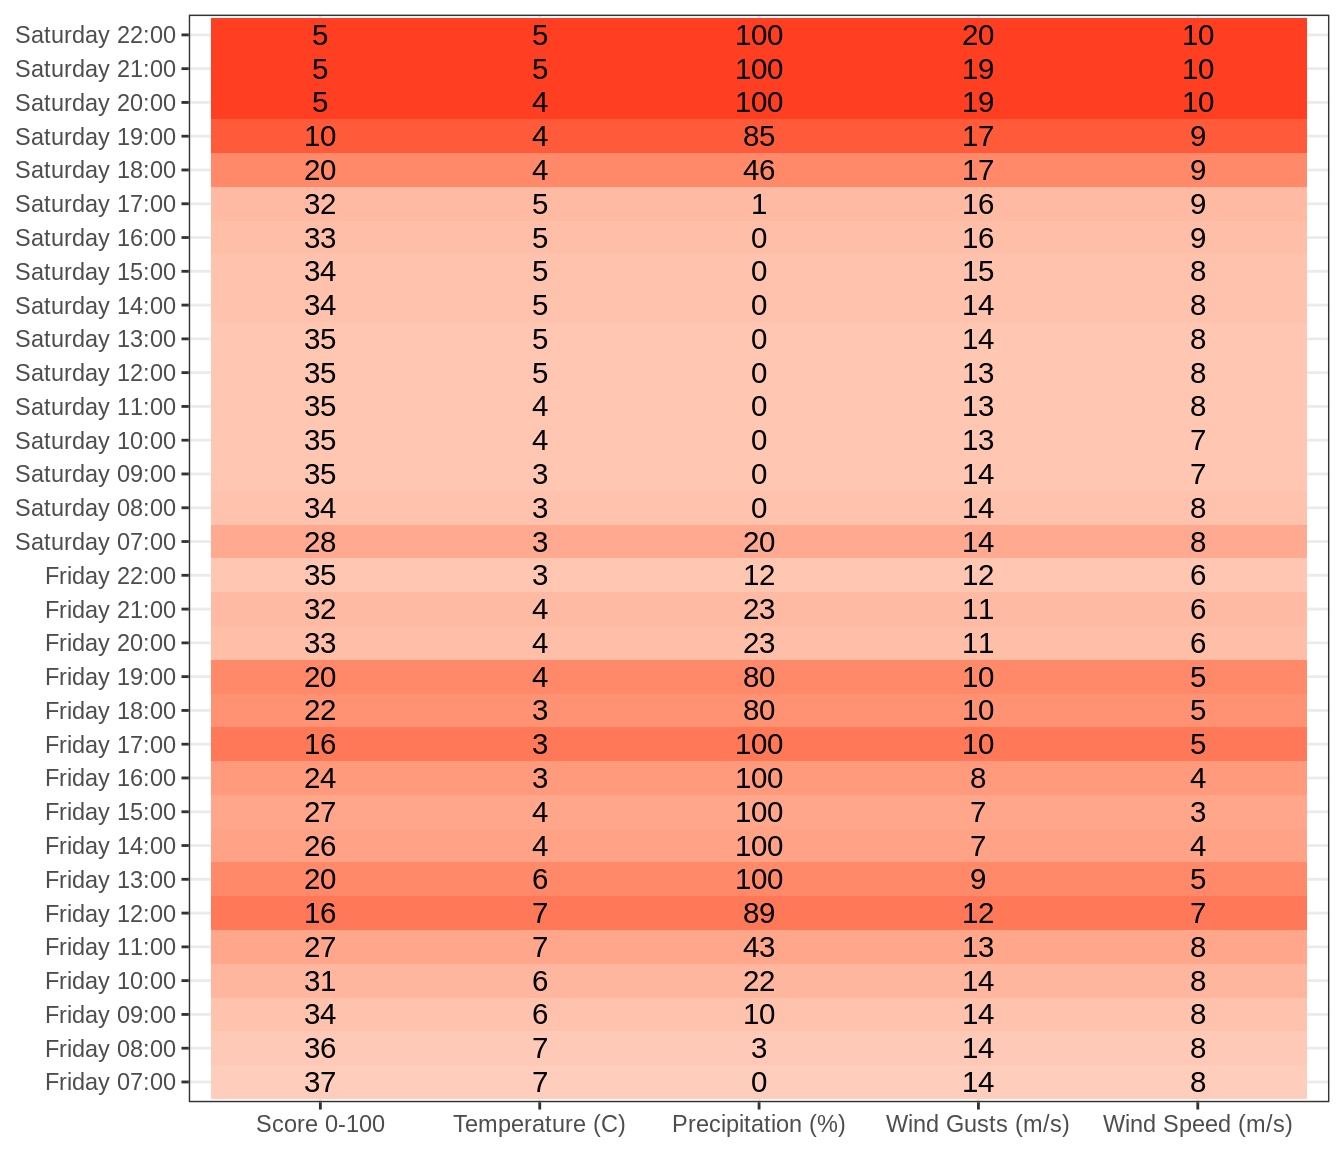 Saturday 22:00 5 5 100 20 10
Saturday 21:00 5 5 100 19 10
Saturday 20:00 5 4 100 19 10
Saturday 19:00 10 4 85 17 9
Saturday 18:00 20 4 46 17 9
Saturday 17:00 32 5 1 16 9
Saturday 16:00 33 5 0 16 9
Saturday 15:00 34 5 0 15 8
Saturday 14:00 34 5 0 14 8
Saturday 13:00 35 5 0 14 8
Saturday 12:00 35 5 0 13 8
Saturday 11:00 35 4 0 13 8
Saturday 10:00 35 4 0 13 7
Saturday 09:00 35 3 0 14 7
Saturday 08:00 34 3 0 14 8
Saturday 07:00 28 3 20 14 8
Friday 22:00 35 3 12 12 6
Friday 21:00 32 4 23 11 6
Friday 20:00 33 4 23 11 6
Friday 19:00 20 4 80 10 5
Friday 18:00 22 3 80 10 5
Friday 17:00 16 3 100 10 5
Friday 16:00 24 3 100 8 4
Friday 15:00 27 4 100 7 3
Friday 14:00 26 4 100 7 4
Friday 13:00 20 6 100 9 5
Friday 12:00 16 7 89 12 7
Friday 11:00 27 7 43 13 8
Friday 10:00 31 6 22 14 8
Friday 09:00 34 6 10 14 8
Friday 08:00 36 7 3 14 8
Friday 07:00 37 7 0 14 8
Score 0-100 Temperature (C) Precipitation (%) Wind Gusts (m/s) Wind Speed (m/s)